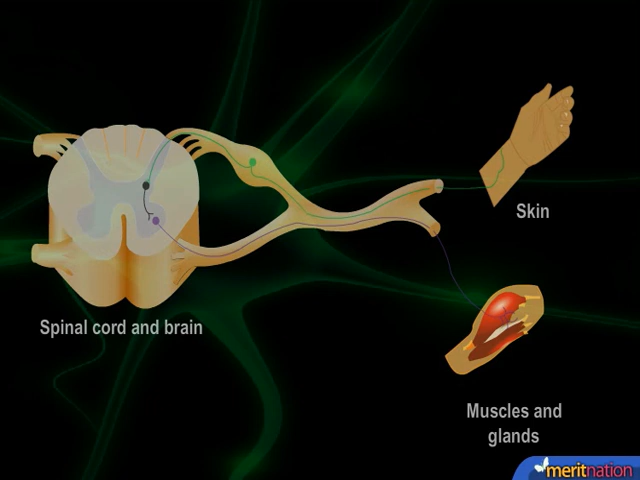 Skin
Spinal cord and brain
Muscles and
glands
meritnation